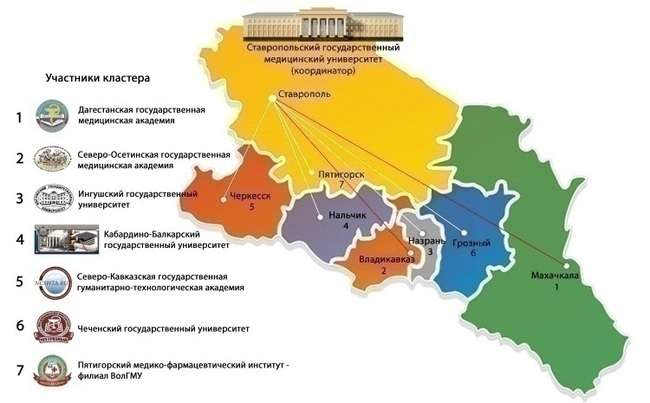 Ставропольский государственный
медицинский университет
(координатор)
Участники кластера
1
Дагестанская государственная
медицинская академия
2
Северо-Осетинская государственная
медицинская академия
3
Ингушский государственный
университет
4
Кабардино-Балкарский
государственный университет
5
Северо-Кавказская государственная
гуманитарно-технологическая академия
6
Чеченский государственный университет
7
Пятигорский медико-фармацевтический институт -
филиал ВолГМУ
Ставрополь
Пятигорск
7
Черкесск
5
Нальчик
4
Владикавказ
2
Назрань
3
Грозный
6
Махачкала
1